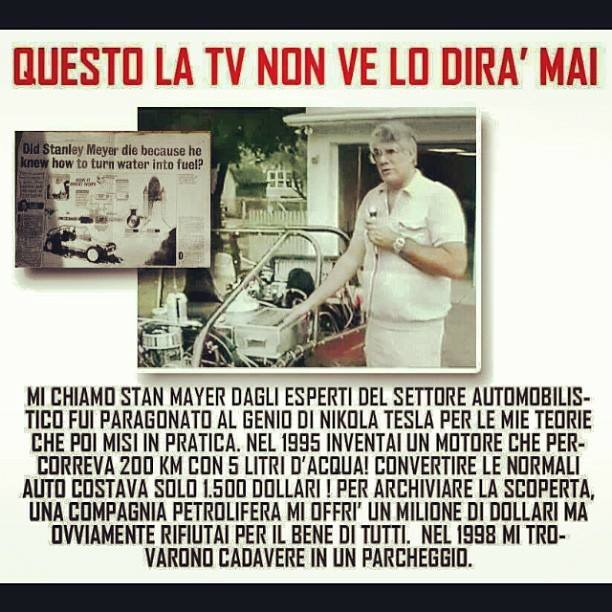 QUESTO LA TV NON VE LO DIRA' MAI
Did Stanley Meyer die because he
knew how to turn water into fuel?
MI CHIAMO STAN MAYER DAGLI ESPERTI DEL SETTORE AUTOMOBILIS-
TICO FUI PARAGONATO AL GENIO DI NIKOLA TESLA PER LE MIE TEORIE
CHE POI MISI IN PRATICA. NEL 1995 INVENTAI UN MOTORE CHE PER-
CORREVA 200 KM CON 5 LITRI D'ACQUA! CONVERTIRE LE NORMALI
AUTO COSTAVA SOLO 1.500 DOLLARI ! PER ARCHIVIARE LA SCOPERTA,
UNA COMPAGNIA PETROLIFERA MI OFFRI' UN MILIONE DI DOLLARI MA
OVVIAMENTE RIFIUTAI PER IL BENE DI TUTTI. NEL 1998 MI TRO-
VARONO CADAVERE IN UN PARCHEGGIO.